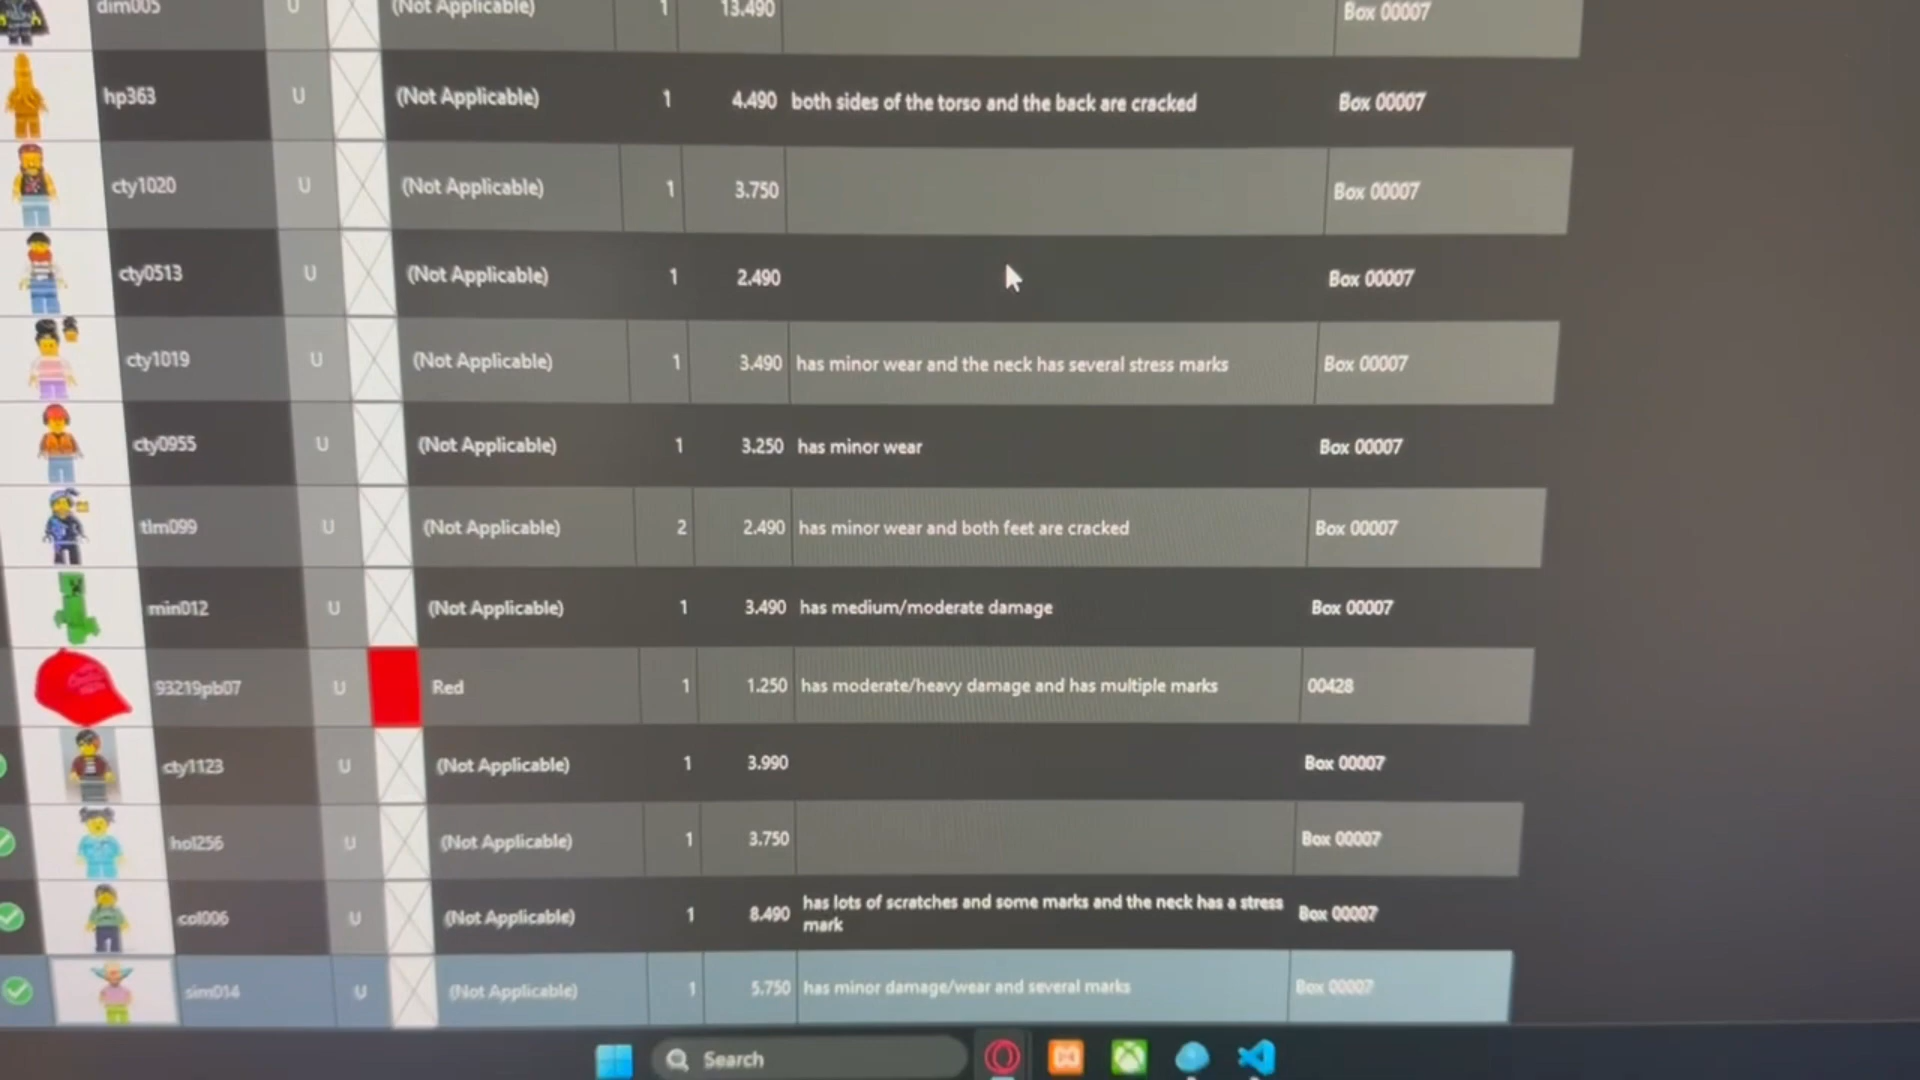 dim005 U (Not Applicable) 1 13.490 Box 00007
hp363 U (Not Applicable) 1 4.490 both sides of the torso and the back are cracked Box 00007
cty1020 U (Not Applicable) 1 3.750 Box 00007
cty0513 U (Not Applicable) 1 2.490 Box 00007
cty1019 U (Not Applicable) 1 3.490 has minor wear and the neck has several stress marks Box 00007
cty0955 U (Not Applicable) 1 3.250 has minor wear Box 00007
tlm099 U (Not Applicable) 2 2.490 has minor wear and both feet are cracked Box 00007
min012 U (Not Applicable) 1 3.490 has medium/moderate damage Box 00007
93219pb07 U Red 1 1.250 has moderate/heavy damage and has multiple marks 00428
cty1123 U (Not Applicable) 1 3.990 Box 00007
hol256 U (Not Applicable) 1 3.750 Box 00007
col006 U (Not Applicable) 1 8.490 has lots of scratches and some marks and the neck has a stress Box 00007
mark
sim014 U (Not Applicable) 1 5.750 has minor damage/wear and several marks Box 00007
Search